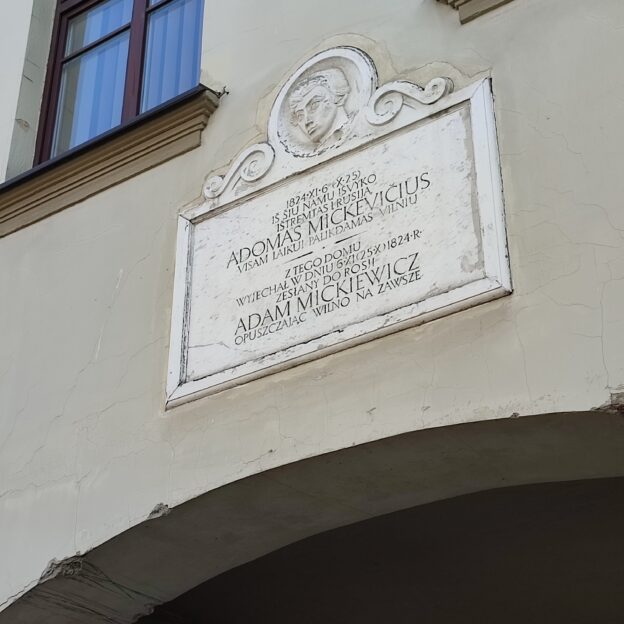 1824·XI·6·(X·25)
IŠ ŠIŲ NAMŲ IŠVYKO
IŠTREMTAS Į RUSIJĄ
ADOMAS MICKEVIČIUS
VISAM LAIKUI PALIKDAMAS VILNIŲ
Z TEGO DOMU
WYJECHAŁ W DNIU 6·XI (25·X) 1824·R·
ZESŁANY DO ROSJI
ADAM MICKIEWICZ
OPUSZCZAJĄC WILNO NA ZAWSZE